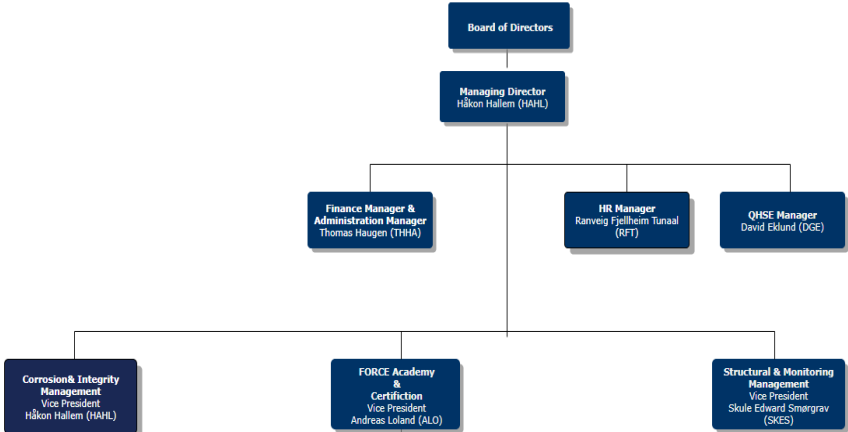 Board of Directors
Managing Director
Håkon Hallem (HAHL)
Finance Manager &
Administration Manager
Thomas Haugen (THHA)
HR Manager
Ranveig Fjellheim Tunaal
(RFT)
QHSE Manager
David Eklund (DGE)
Corrosion& Integrity
Management
Vice President
Håkon Hallem (HAHL)
FORCE Academy
&
Certifiction
Vice President
Andreas Loland (ALO)
Structural & Monitoring
Management
Vice President
Skule Edward Smørgrav
(SKES)